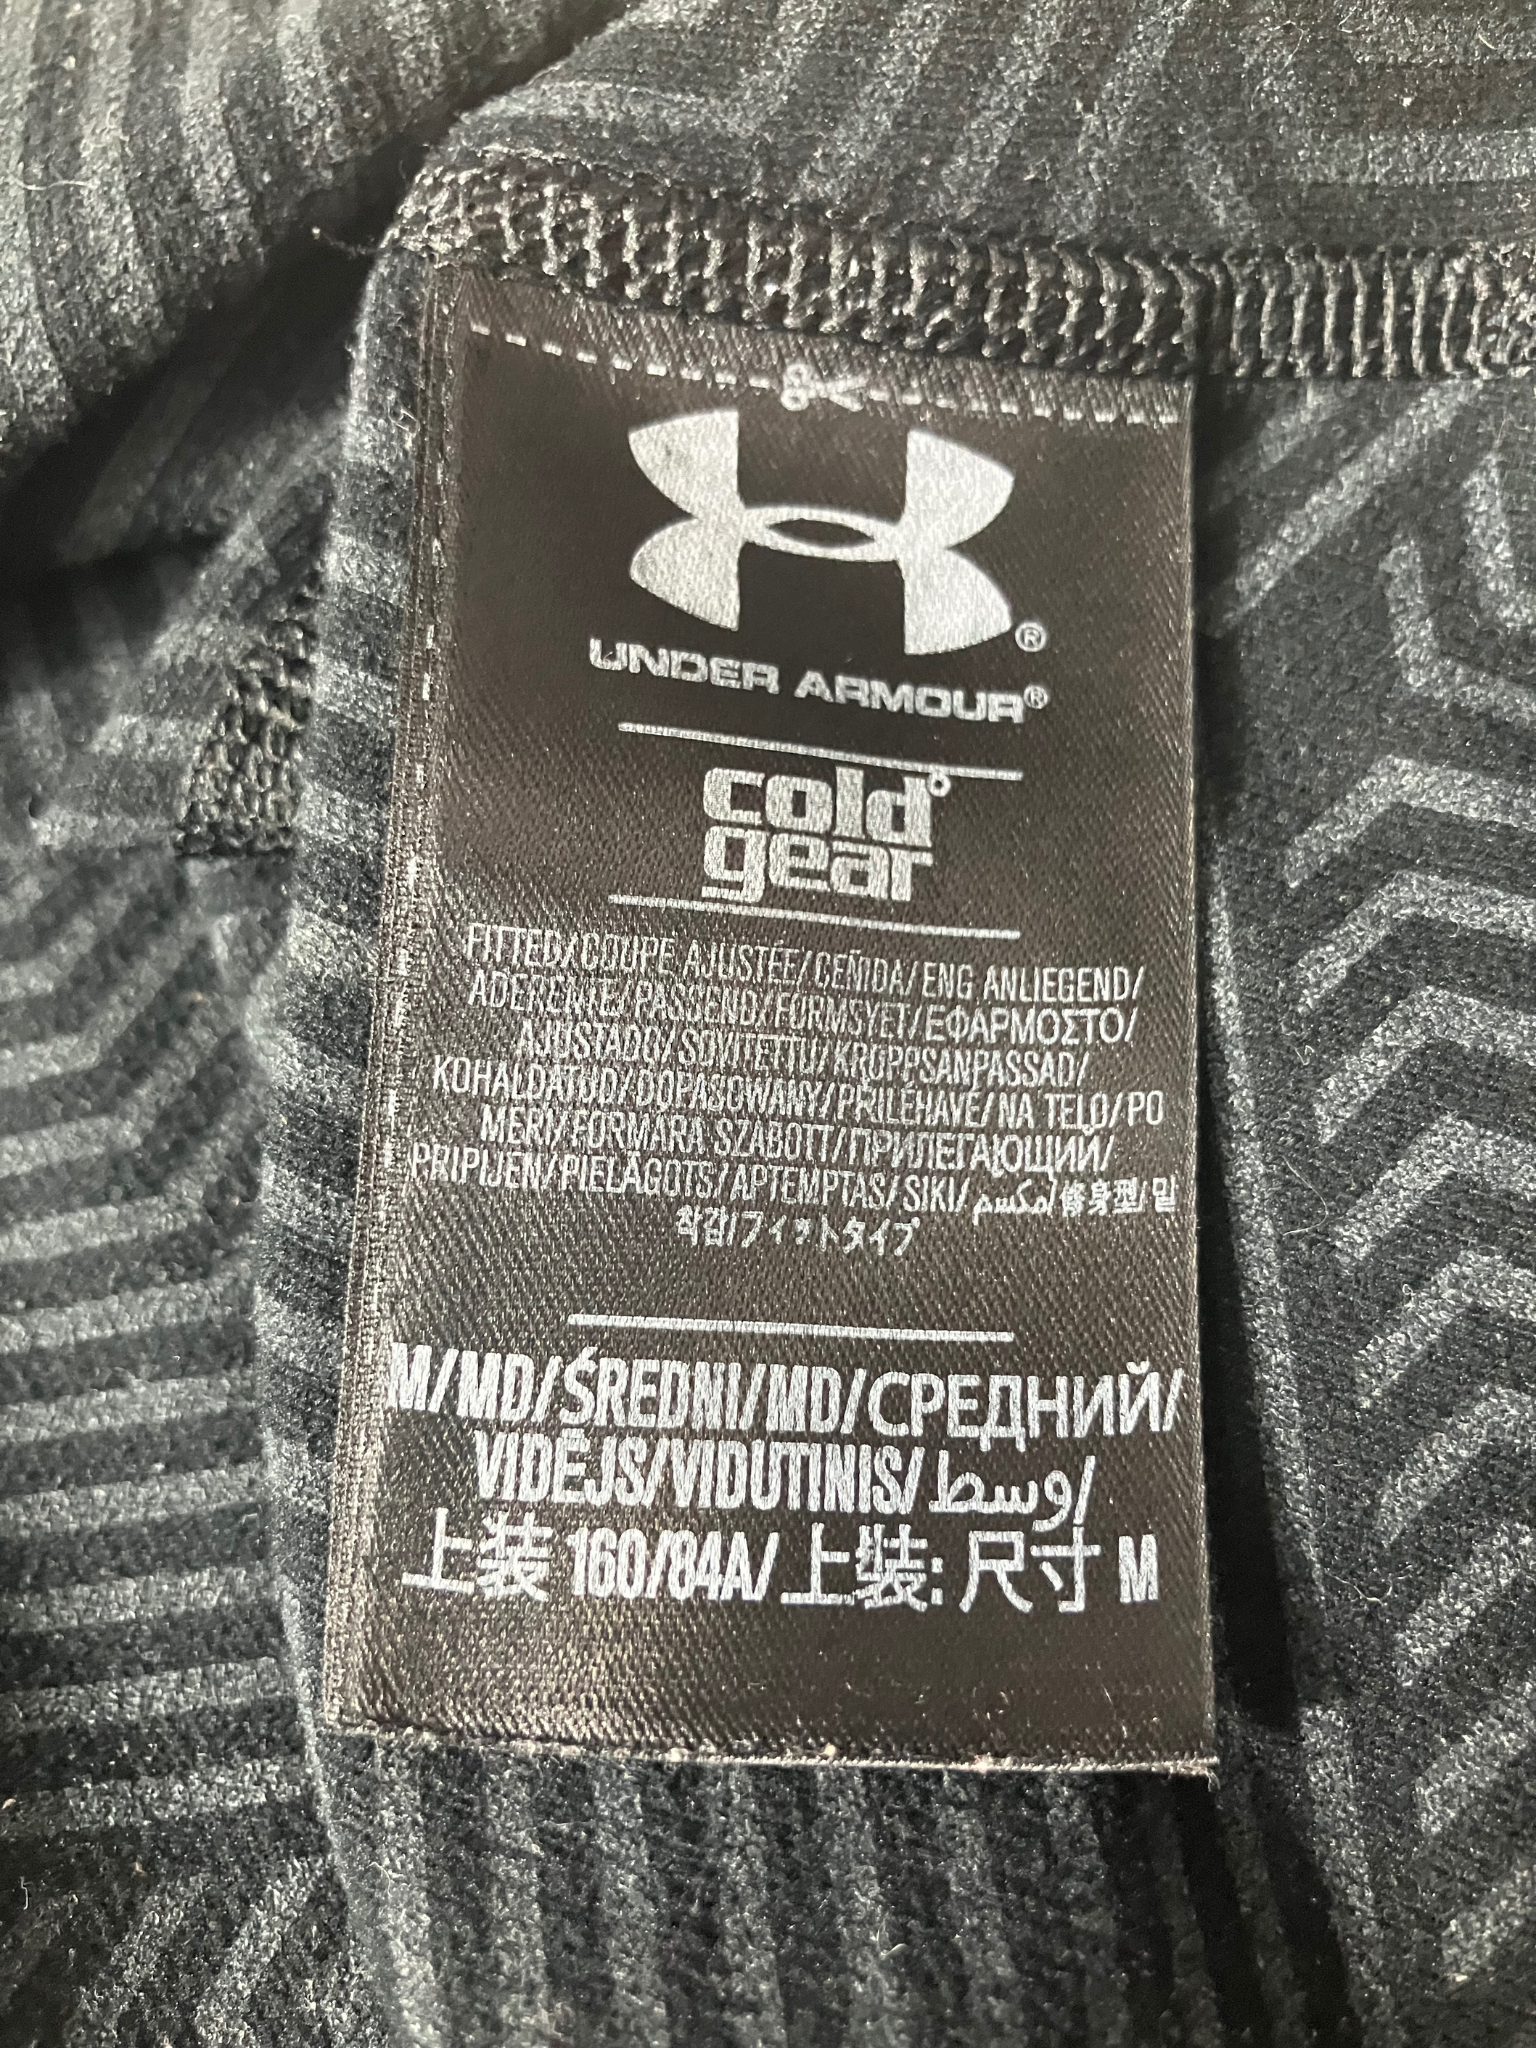 ®
UNDER ARMOUR®
cold°
gear
FITTED/COUPE AJUSTÉE/CEÑIDA/ENG ANLIEGEND/
ADERENTE/PASSEND/FORMSYET/ΕΦΑΡΜΟΣΤΟ/
AJUSTADO/SOVITETTU/KROPPSANPASSAD/
KOHALDATUD/DOPASOWANY/PŘILÉHAVÉ/NA TELO/PO
MERI/FORMÁRA SZABOTT/ПРИЛЕГАЮЩИЙ/
PRIPIJEN/PIELĀGOTS/APTEMPTAS/SIKI/مكسم/修身型/밀
착감/フィットタイプ
M/MD/ŚREDNI/MD/СРЕДНИЙ/
VIDĒJS/VIDUTINIS/وسط/
上装 160/84A/上裝: 尺寸 M